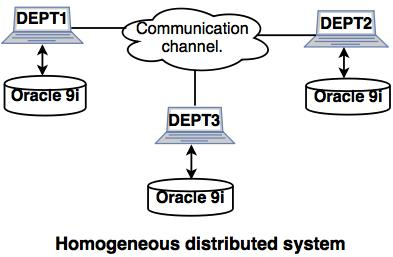 DEPT1
Communication
channel.
DEPT2
Oracle 9i
Oracle 9i
DEPT3
Oracle 9i
Homogeneous distributed system